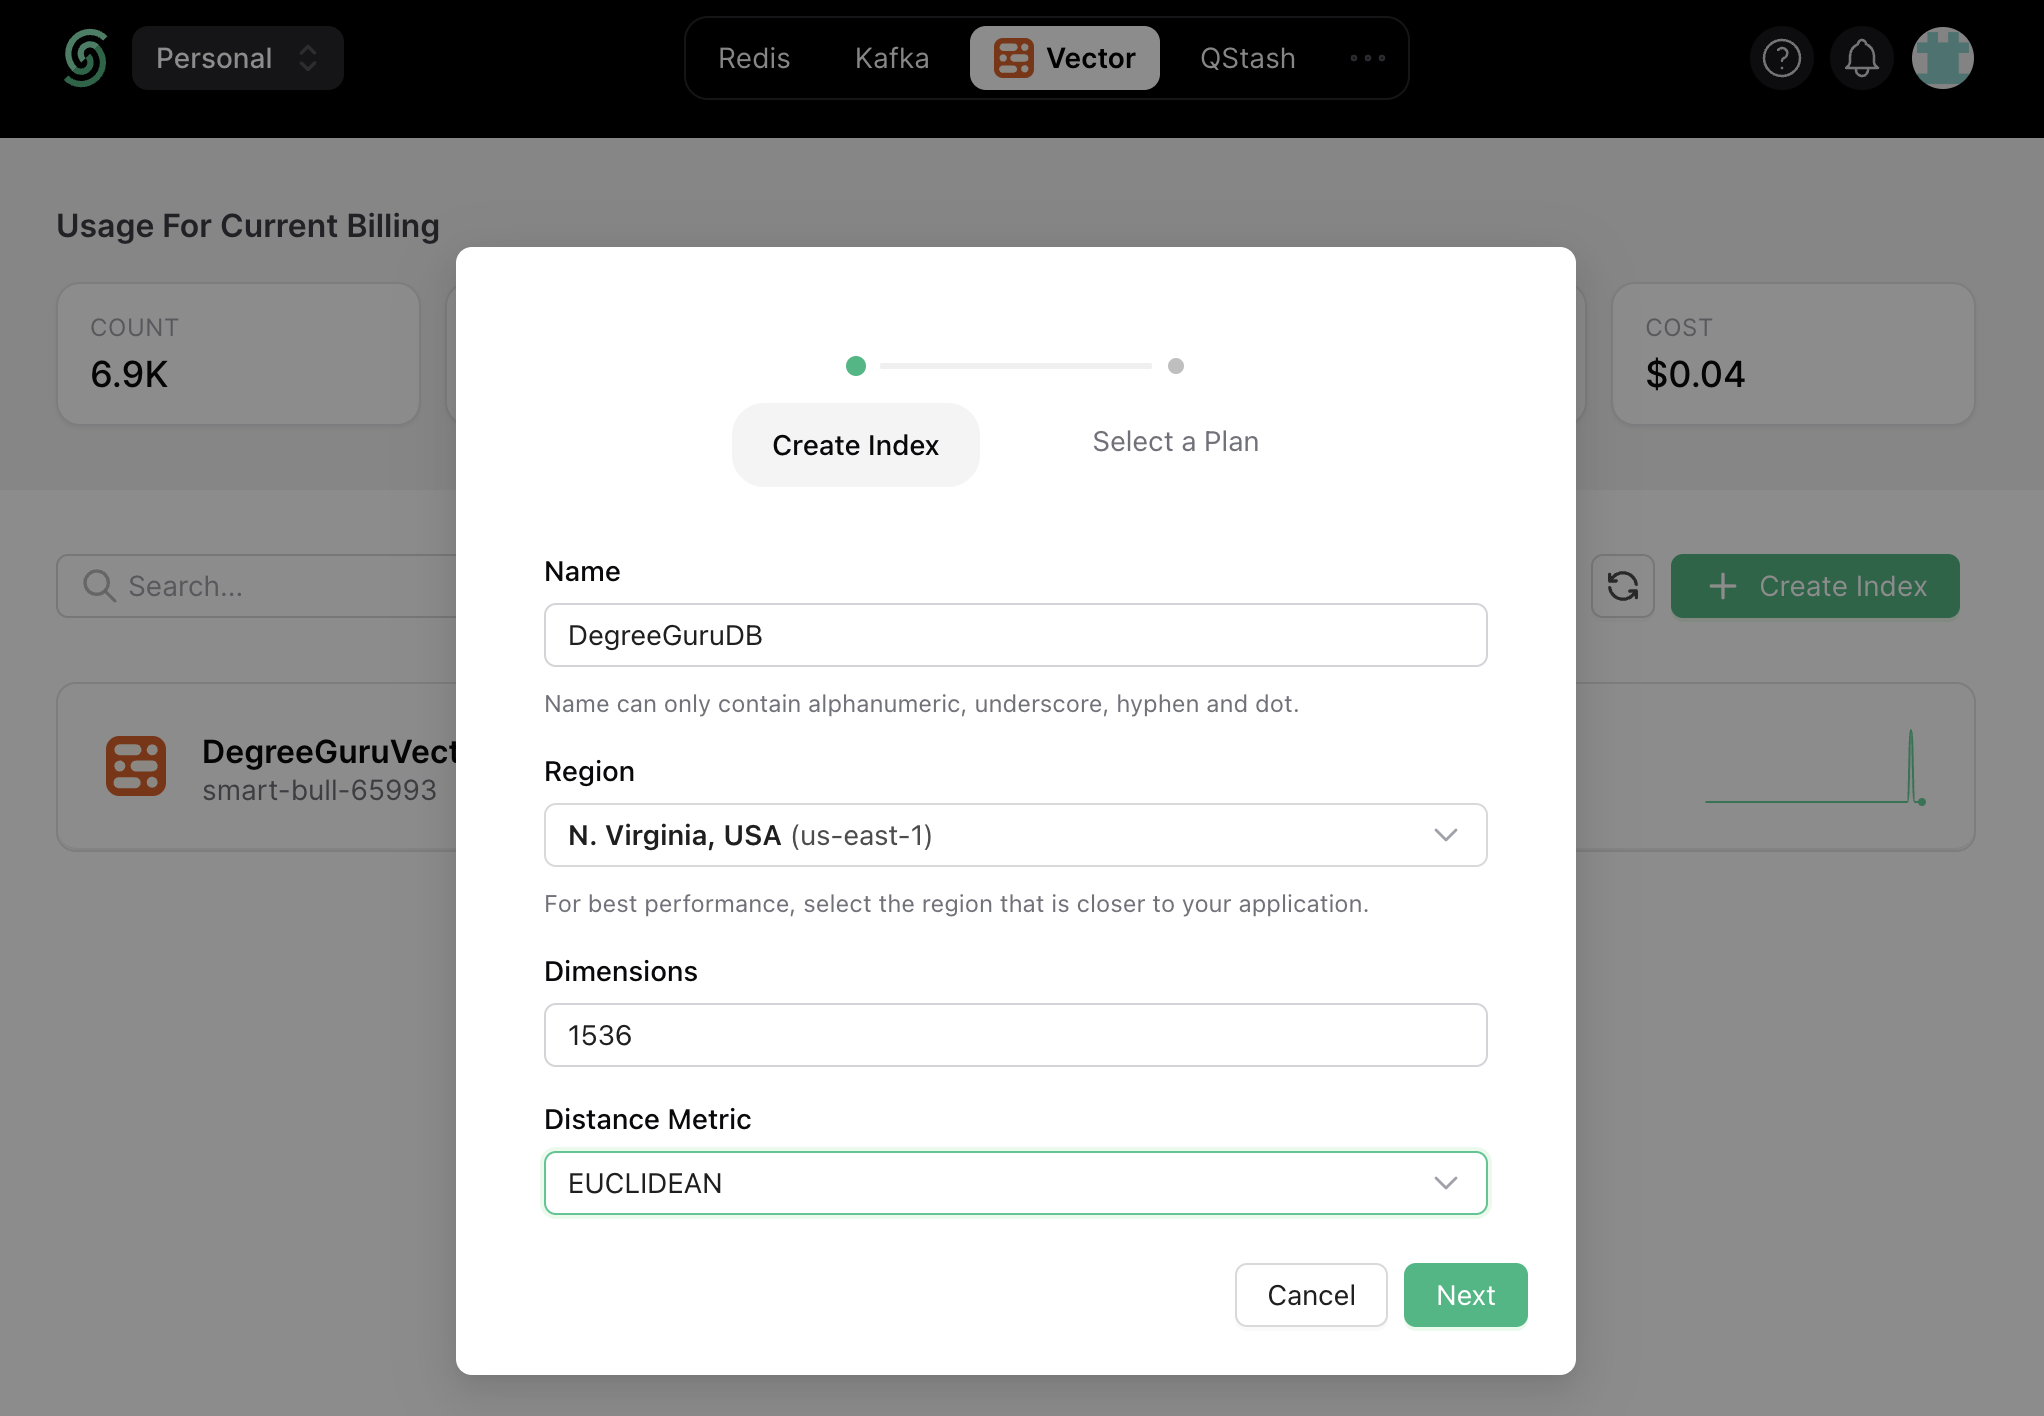 Personal
Redis
Kafka
Vector
QStash
Usage For Current Billing
COUNT
6.9K
COST
$0.04
Create Index
Select a Plan
Search...
Create Index
Name
DegreeGuruDB
Name can only contain alphanumeric, underscore, hyphen and dot.
DegreeGuruVect
smart-bull-65993
Region
N. Virginia, USA (us-east-1)
For best performance, select the region that is closer to your application.
Dimensions
1536
Distance Metric
EUCLIDEAN
Cancel
Next